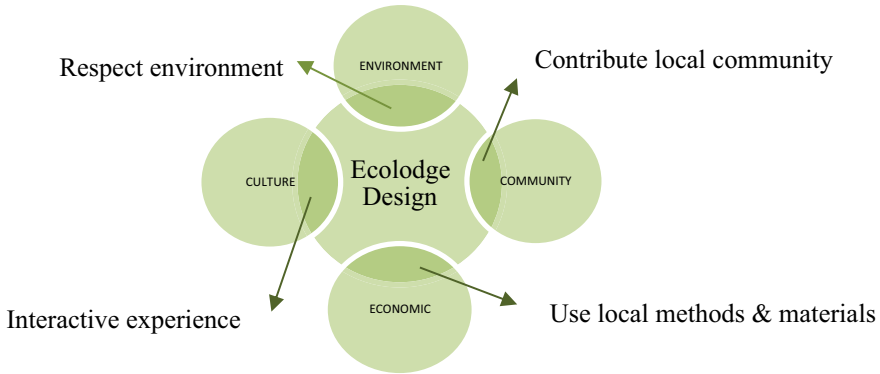 ENVIRONMENT
Respect environment
Contribute local community
CULTURE
Ecolodge
Design
COMMUNITY
ECONOMIC
Interactive experience
Use local methods & materials